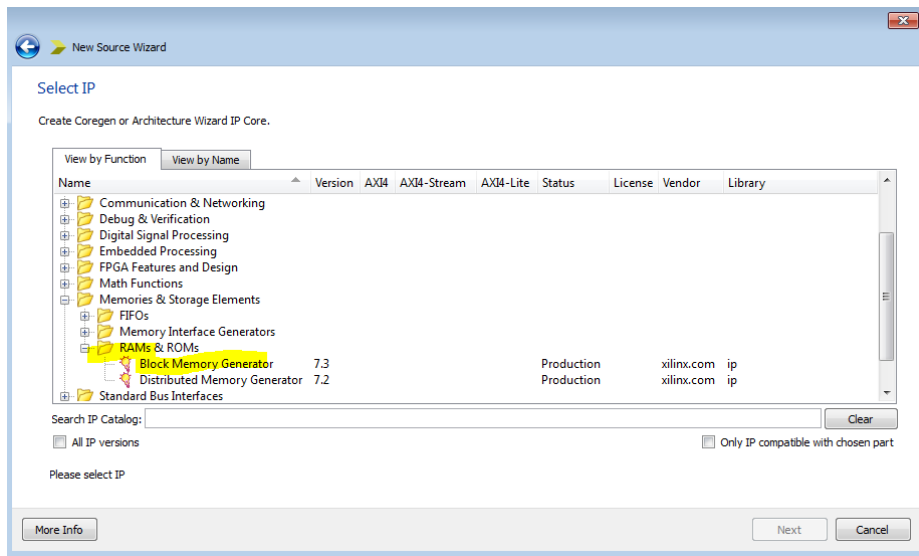 New Source Wizard
Select IP
Create Coregen or Architecture Wizard IP Core.
View by Function View by Name
Name Version AXI4 AXI4-Stream AXI4-Lite Status License Vendor Library
Communication & Networking
Debug & Verification
Digital Signal Processing
Embedded Processing
FPGA Features and Design
Math Functions
Memories & Storage Elements
FIFOs
Memory Interface Generators
RAMs & ROMs
Block Memory Generator 7.3 Production xilinx.com ip
Distributed Memory Generator 7.2 Production xilinx.com ip
Standard Bus Interfaces
Search IP Catalog: Clear
All IP versions Only IP compatible with chosen part
Please select IP
More Info Next Cancel